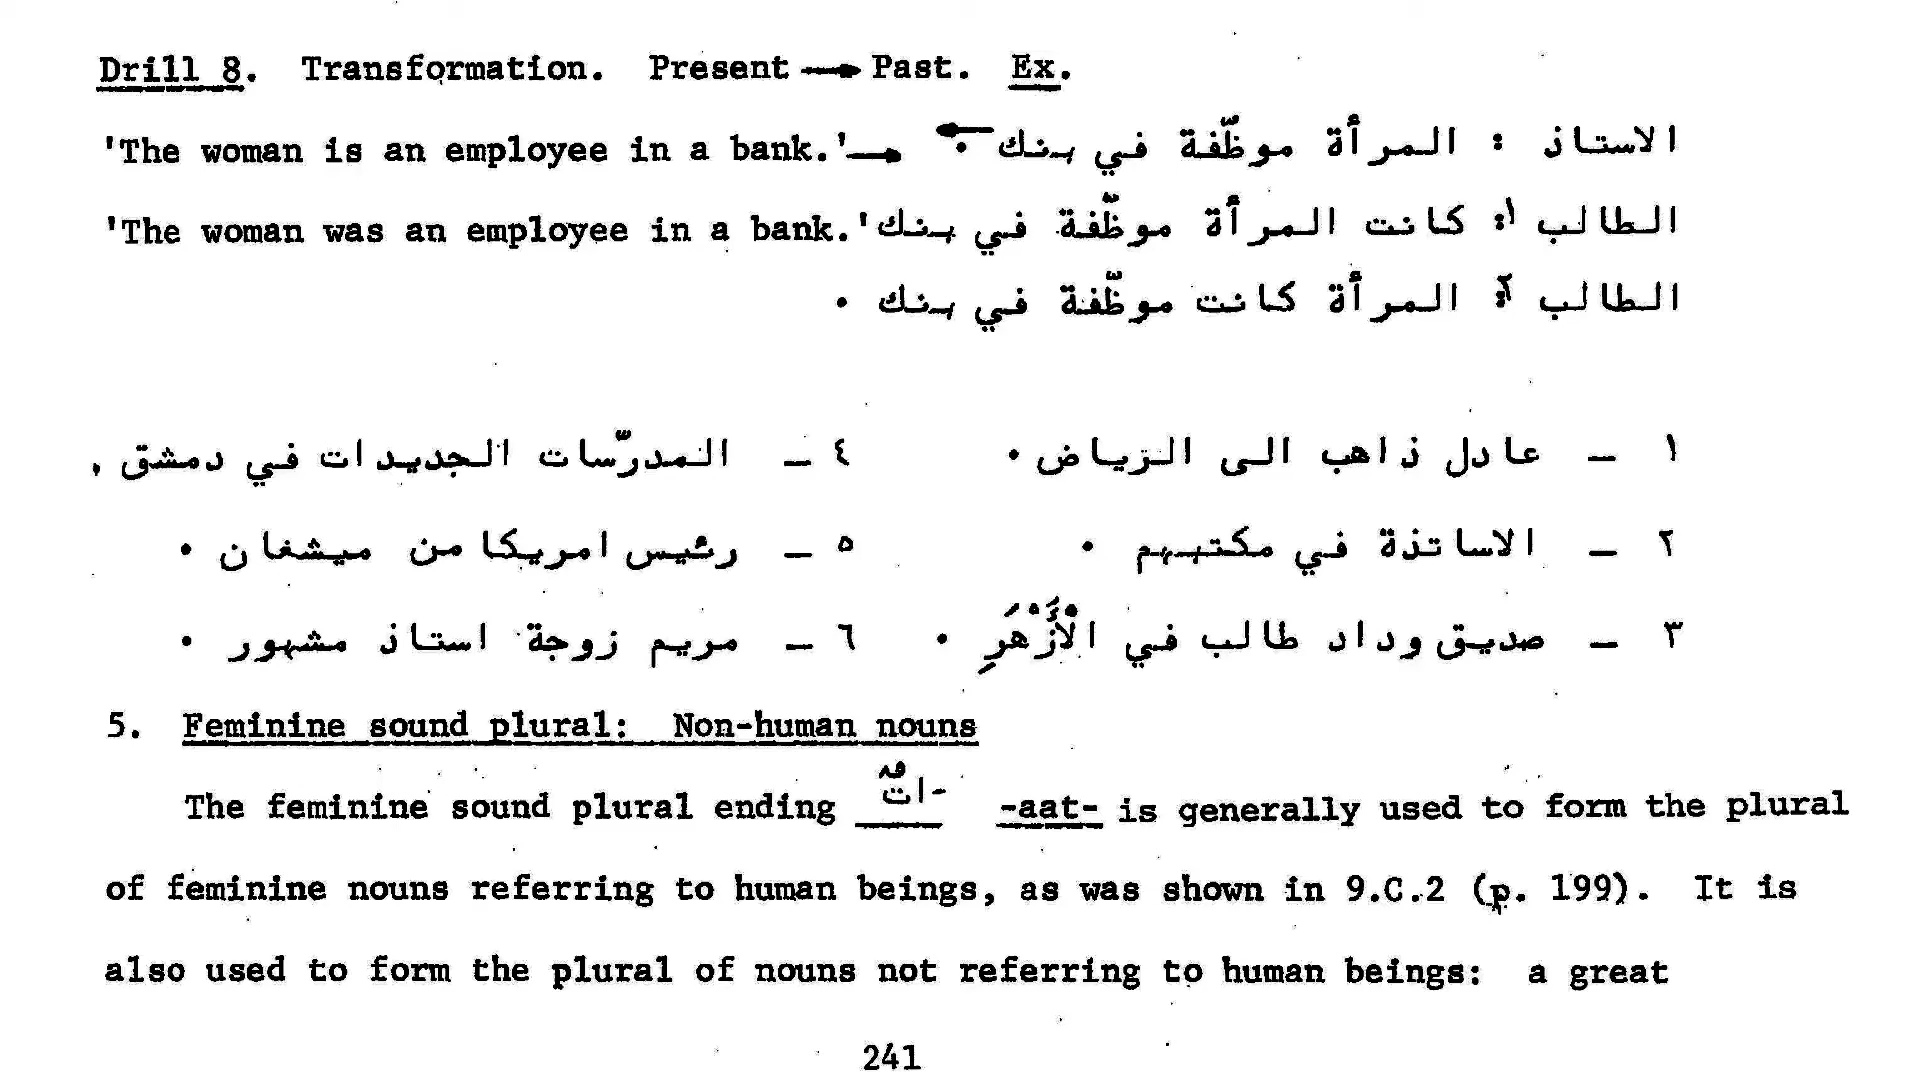 Drill 8. Transformation. Present → Past. Ex.
'The woman is an employee in a bank.' → الاستاذ : المرأة موظّفة في بنك . ←
'The woman was an employee in a bank.' الطالب ١: كانت المرأة موظّفة في بنك
الطالب ٢: المرأة كانت موظّفة في بنك .
١ – عادل ذاهب الى الرياض . ٤ – المدرّسات الجديدات في دمشق .
٢ – الاساتذة في مكتبهم . ٥ – رئيس امريكا من ميشغان .
٣ – صديق وداد طالب في الْأَزْهَرِ . ٦ – مريم زوجة استاذ مشهور .
5. Feminine sound plural: Non-human nouns
The feminine sound plural ending -اتٌ -aat- is generally used to form the plural
of feminine nouns referring to human beings, as was shown in 9.C.2 (p. 199). It is
also used to form the plural of nouns not referring to human beings: a great
241